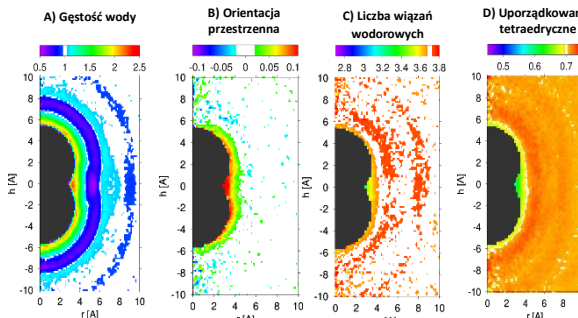 A) Gęstość wody
0.5 1 1.5 2 2.5
10
8
6
4
2
0
-2
-4
-6
-8
-10
h [A]
0 2 4 6 8 10
r [A]
B) Orientacja
przestrzenna
-0.1 -0.05 0 0.05 0.1
10
8
6
4
2
0
-2
-4
-6
-8
-10
h [A]
0 2 4 6 8 10
C) Liczba wiązań
wodorowych
2.8 3 3.2 3.4 3.6 3.8
10
8
6
4
2
0
-2
-4
-6
-8
-10
h [A]
0 2 4 6 8 10
D) Uporządkowan
tetraedryczne
0.5 0.6 0.7
10
8
6
4
2
0
-2
-4
-6
-8
-10
h [A]
0 2 4 6 8